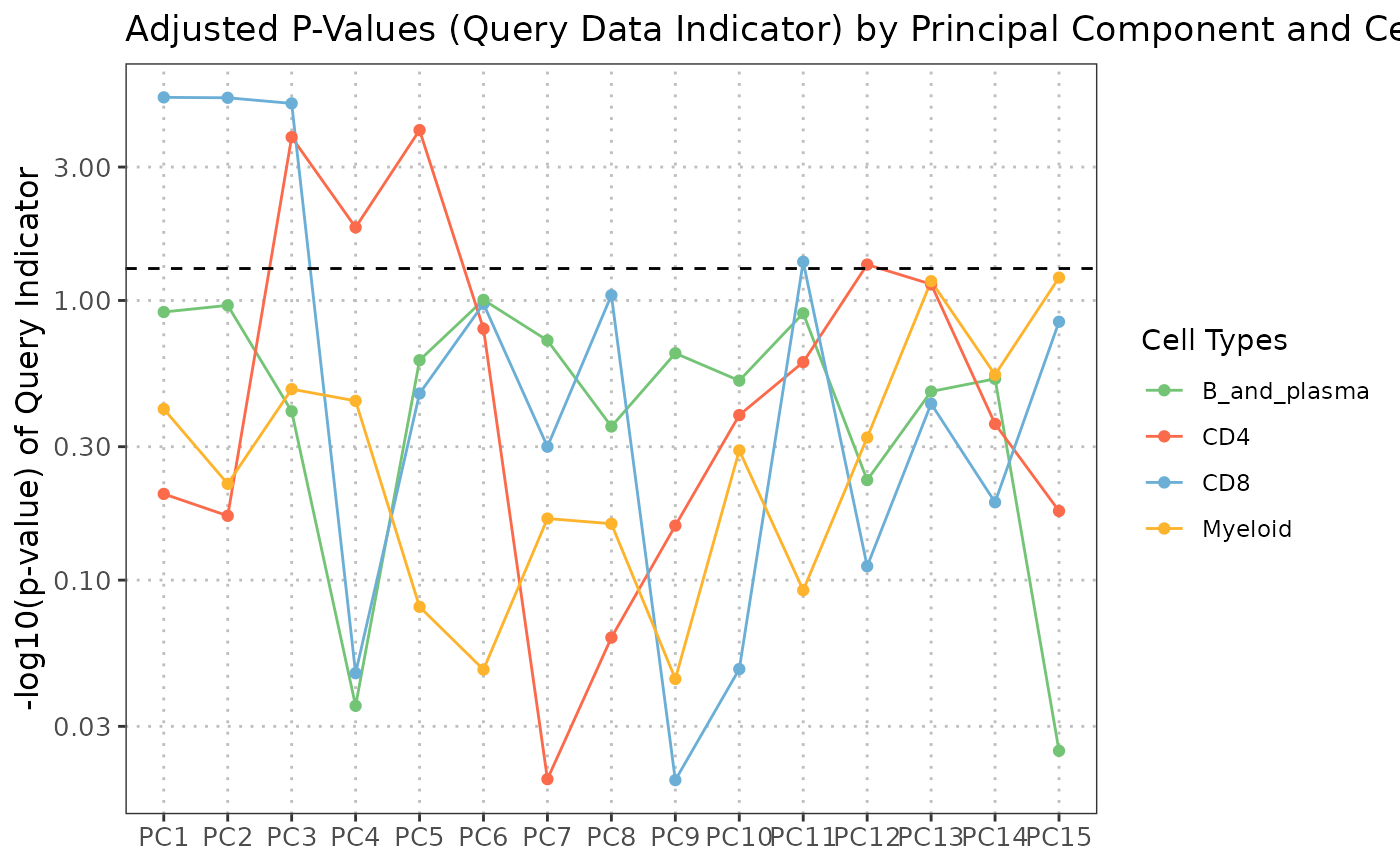 Adjusted P-Values (Query Data Indicator) by Principal Component and Ce
-log10(p-value) of Query Indicator
3.00
1.00
0.30
0.10
0.03
PC1 PC2 PC3 PC4 PC5 PC6 PC7 PC8 PC9 PC10 PC11 PC12 PC13 PC14 PC15
Cell Types
B_and_plasma
CD4
CD8
Myeloid